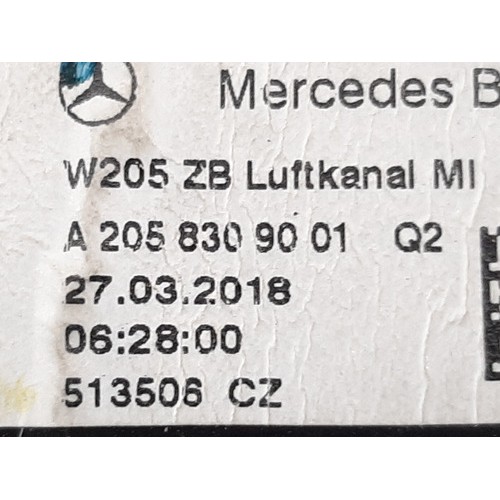 Mercedes B
W205 ZB Luftkanal MI
A 205 830 90 01 Q2
27.03.2018
06:28:00
513506 CZ